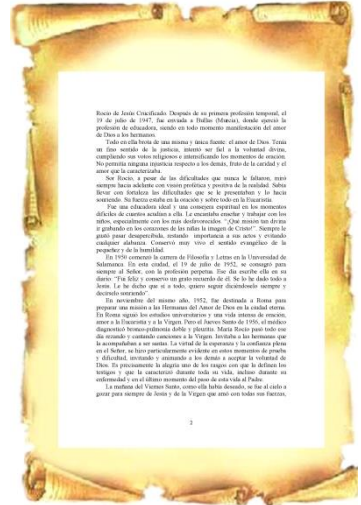 Rocío de Jesús Crucificado. Después de su primera profesión temporal, el
19 de julio de 1947, fue enviada a Bullas (Murcia), donde ejerció la
profesión de educadora, siendo en todo momento manifestación del amor
de Dios a los hermanos.
Todo en ella brota de una misma y única fuente: el amor de Dios. Tenía
un fino sentido de la justicia, intentó ser fiel a la voluntad divina,
cumpliendo sus votos religiosos e intensificando los momentos de oración.
No permitía ninguna injusticia respecto a los demás, fruto de la caridad y el
amor que la caracterizaba.
Sor Rocío, a pesar de las dificultades que nunca le faltaron, miró
siempre hacia adelante con visión profética y positiva de la realidad. Sabía
llevar con fortaleza las dificultades que se le presentaban y lo hacía
sonriendo. Su fuerza estaba en la oración y sobre todo en la Eucaristía.
Fue una educadora ideal y una consejera espiritual en los momentos
difíciles de cuantos acudían a ella. Le encantaba enseñar y trabajar con los
niños, especialmente con los mas desfavorecidos. "¡Qué misión tan divina
ir grabando en los corazones de las niñas la imagen de Cristo!". Siempre le
gustó pasar desapercibida, restando importancia a sus actos y evitando
cualquier alabanza. Conservó muy vivo el sentido evangélico de la
pequeñez y de la humildad.
En 1950 comenzó la carrera de Filosofía y Letras en la Universidad de
Salamanca. En esta ciudad, el 19 de julio de 1952, se consagró para
siempre al Señor, con la profesión perpetua. Ese día escribe ella en su
diario: "Fui feliz y conservo un grato recuerdo de él. Se lo he dado todo a
Jesús. Le he dicho que sí a todo, quiero seguir diciéndoselo siempre y
decírselo sonriendo".
En noviembre del mismo año, 1952, fue destinada a Roma para
preparar una misión a las Hermanas del Amor de Dios en la ciudad eterna.
En Roma siguió los estudios universitarios y una vida intensa de oración,
amor a la Eucaristía y a la Virgen. Pero el Jueves Santo de 1956, el médico
diagnosticó bronco-pulmonía doble y pleuritis. María Rocío pasó todo ese
día rezando y cantando canciones a la Virgen. Invitaba a las hermanas que
la acompañaban a ser santas. La virtud de la esperanza y la confianza plena
en el Señor, se hizo particularmente evidente en estos momentos de prueba
y dificultad, invitando y animando a los demás a aceptar la voluntad de
Dios. Es precisamente la alegría uno de los rasgos con que la definen los
testigos y que la caracterizó durante toda su vida, incluso durante su
enfermedad y en el último momento del paso de esta vida al Padre.
La mañana del Viernes Santo, como ella había deseado, se fue al cielo a
gozar para siempre de Jesús y de la Virgen que amó con todas sus fuerzas,
2